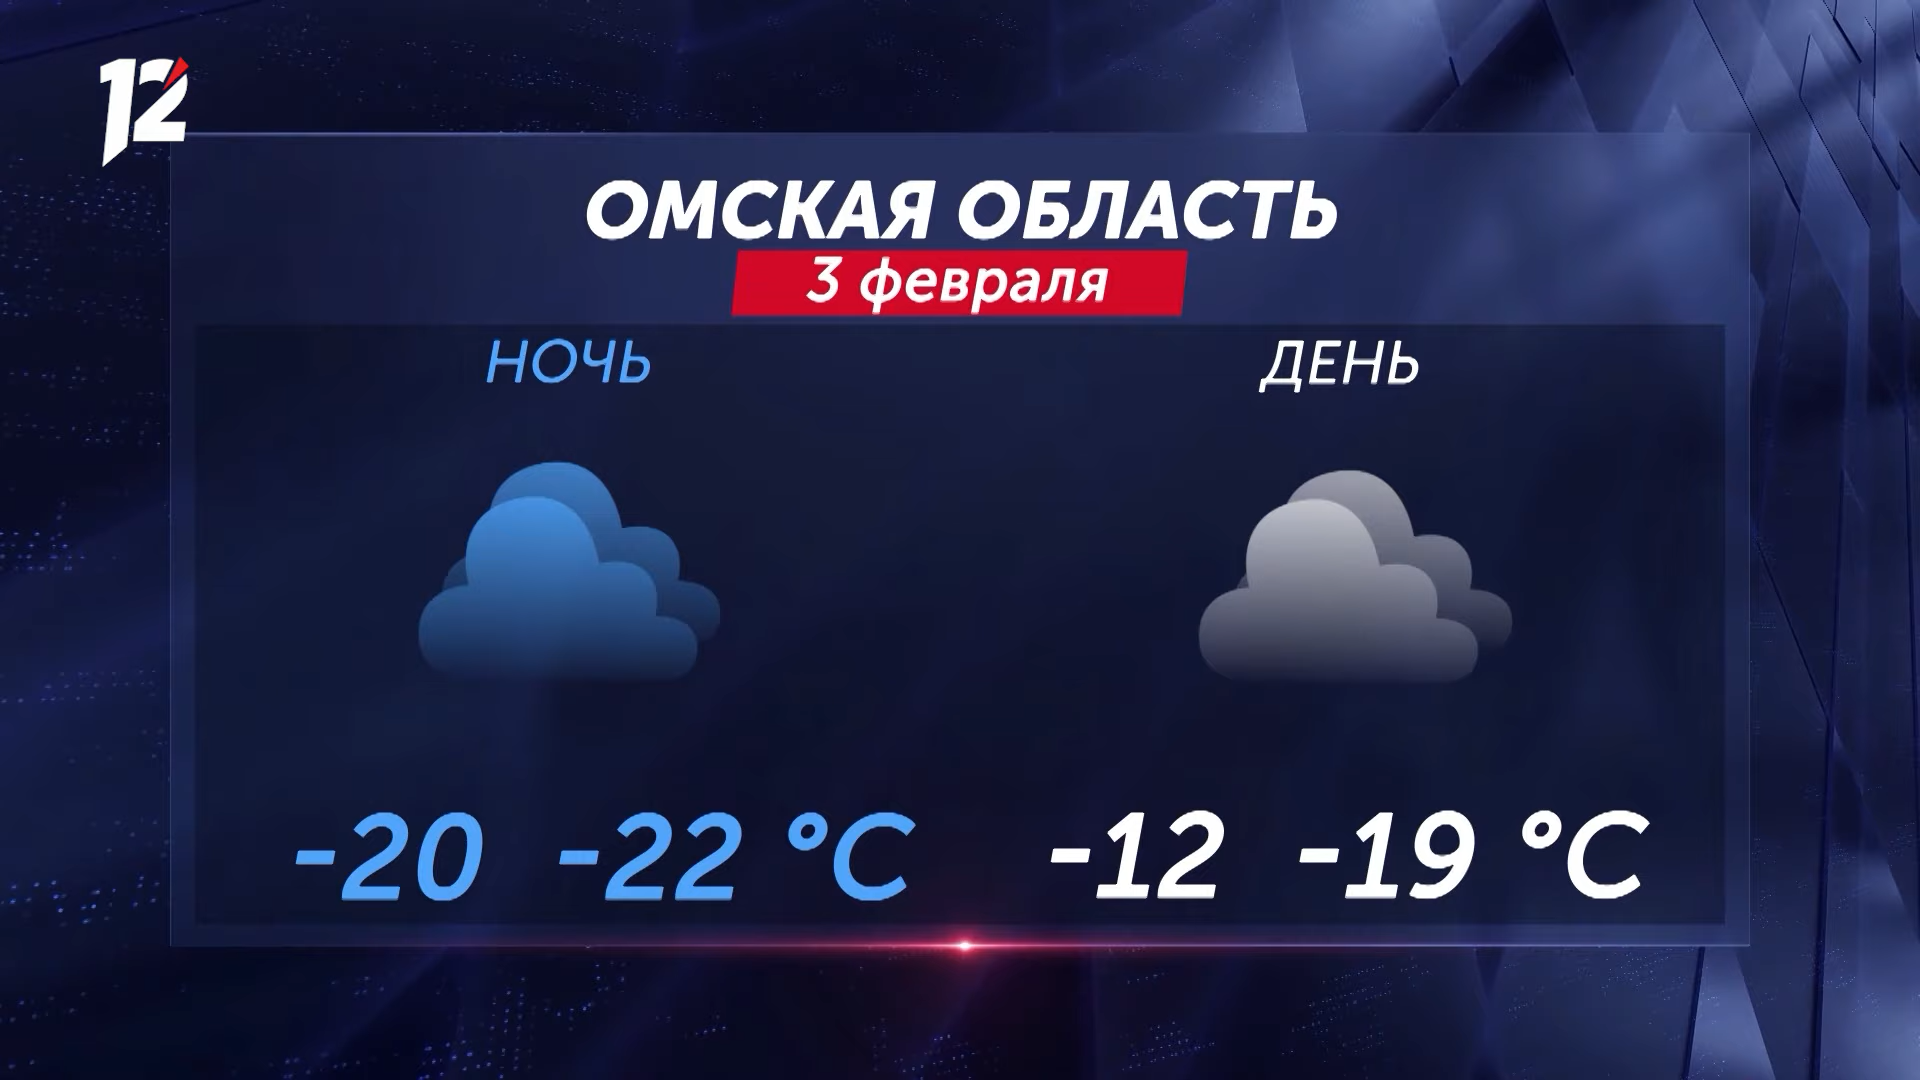 12
ОМСКАЯ ОБЛАСТЬ
3 февраля
НОЧЬ
ДЕНЬ
-20 -22 °C
-12 -19 °C